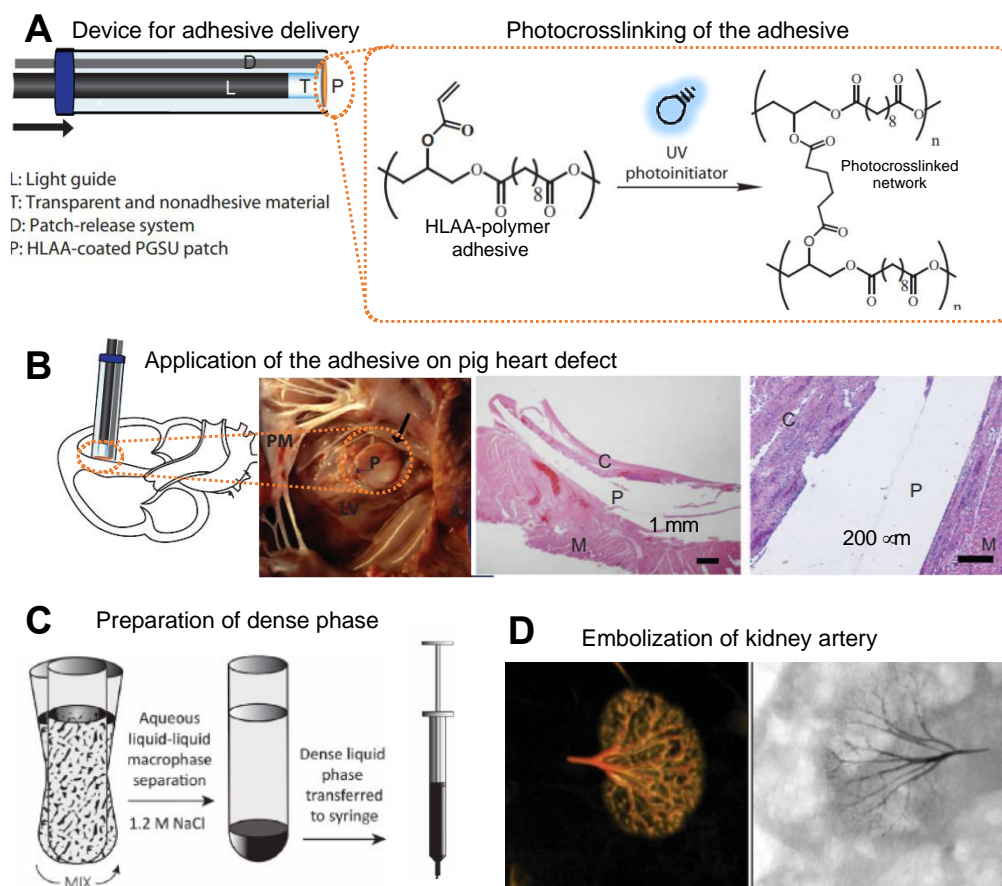 A
Device for adhesive delivery
Photocrosslinking of the adhesive
D
L
T
P
L: Light guide
T: Transparent and nonadhesive material
D: Patch-release system
P: HLAA-coated PGSU patch
O
O
O
O
O
O
8
n
HLAA-polymer
adhesive
UV
photoinitiator
O
O
O
O
8
n
O
O
Photocrosslinked
network
O
O
O
O
8
O
O
n
B
Application of the adhesive on pig heart defect
PM
P
LV
C
P
1 mm
M
C
P
200 ∝m
M
C
Preparation of dense phase
Aqueous
liquid-liquid
macrophase
separation
1.2 M NaCl
Dense liquid
phase
transferred
to syringe
MIX
D
Embolization of kidney artery